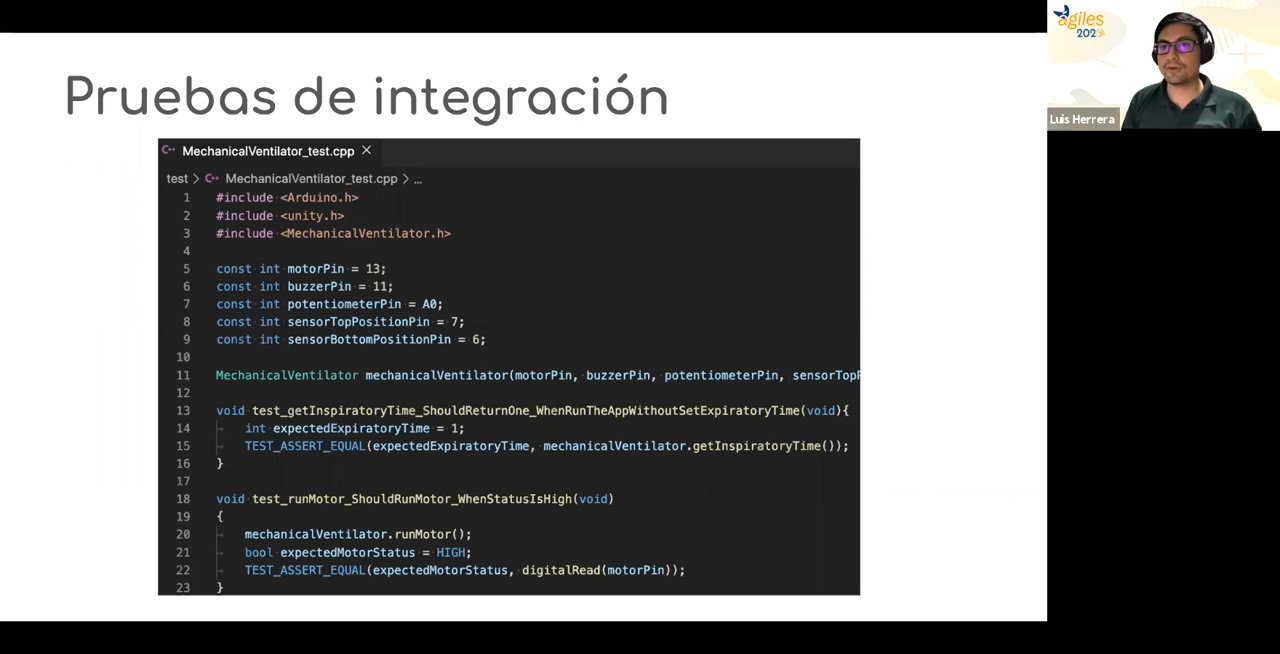 Pruebas de integración
MechanicalVentilator_test.cpp
test > MechanicalVentilator_test.cpp > ...
1 #include <Arduino.h>
2 #include <unity.h>
3 #include <MechanicalVentilator.h>
4
5 const int motorPin = 13;
6 const int buzzerPin = 11;
7 const int potentiometerPin = A0;
8 const int sensorTopPositionPin = 7;
9 const int sensorBottomPositionPin = 6;
10
11 MechanicalVentilator mechanicalVentilator(motorPin, buzzerPin, potentiometerPin, sensorTopP
12
13 void test_getInspiratoryTime_ShouldReturnOne_WhenRunTheAppWithoutSetExpiratoryTime(void){
14 int expectedExpiratoryTime = 1;
15 TEST_ASSERT_EQUAL(expectedExpiratoryTime, mechanicalVentilator.getInspiratoryTime());
16 }
17
18 void test_runMotor_ShouldRunMotor_WhenStatusIsHigh(void)
19 {
20 mechanicalVentilator.runMotor();
21 bool expectedMotorStatus = HIGH;
22 TEST_ASSERT_EQUAL(expectedMotorStatus, digitalRead(motorPin));
23 }
agiles
Luis Herrera